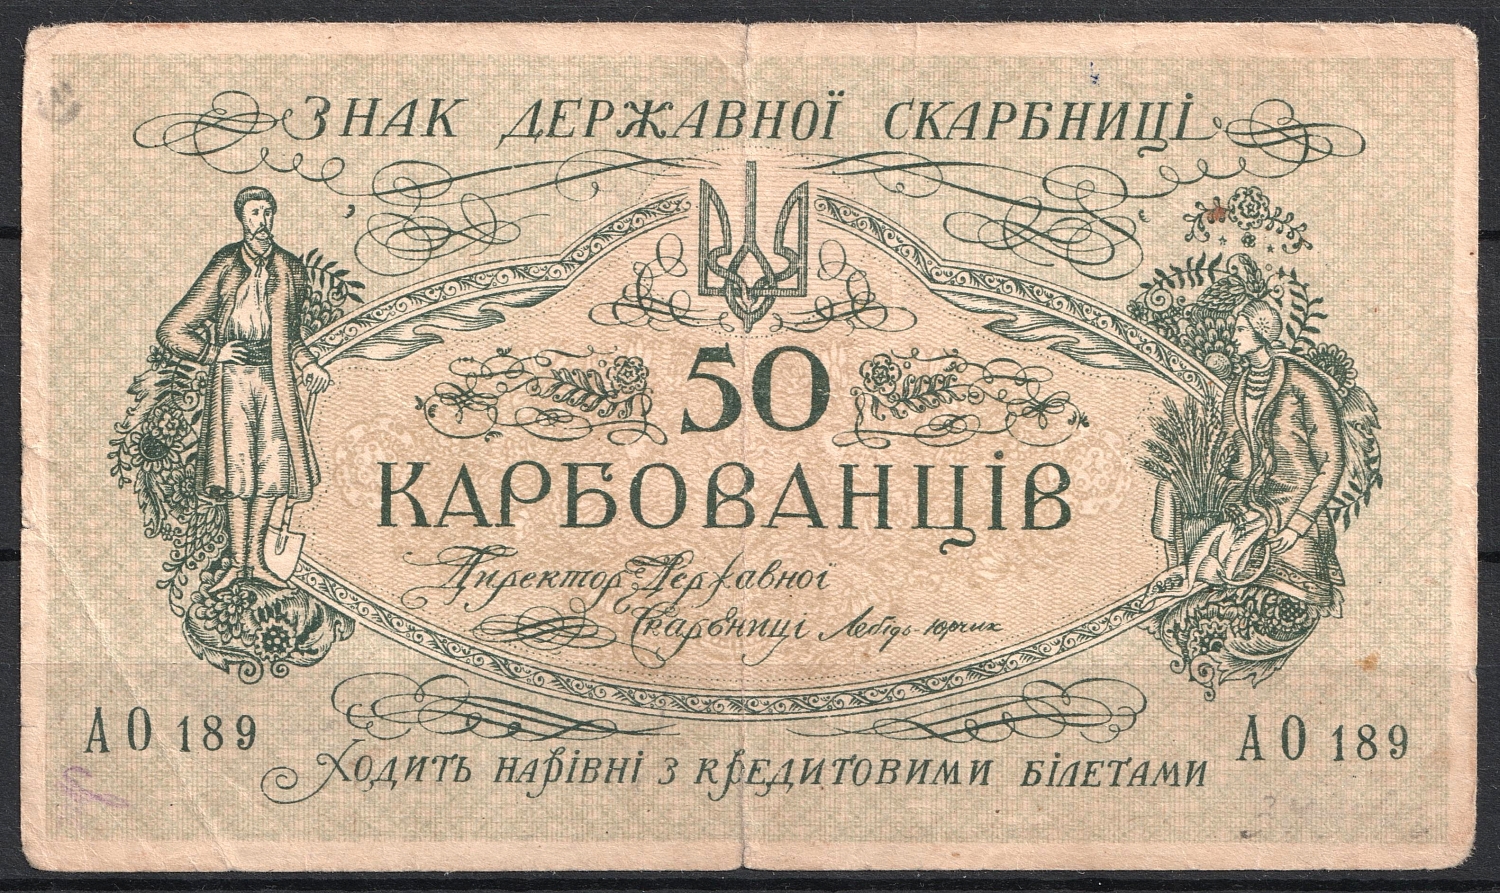 ЗНАК ДЕРЖАВНОЇ СКАРБНИЦІ
50
КАРБОВАНЦІВ
Директор Державної
Скарбниці Лебідь-Юрчик
АО 189
АО 189
Ходить нарівні з кредитовими білетами